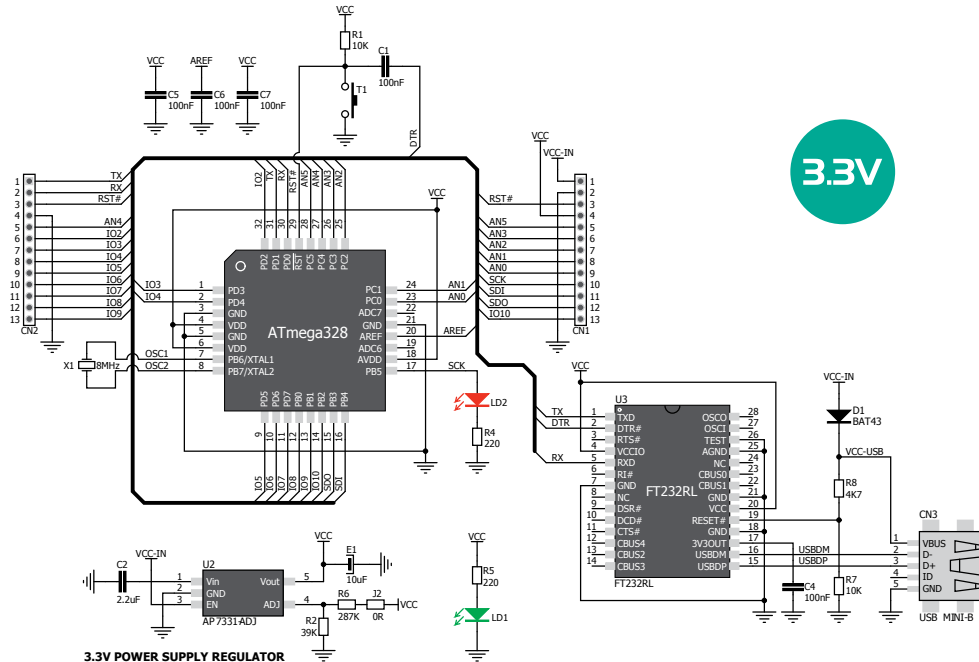 VCC
R1
10K
C1
100nF
T1
DTR
VCC
C5
100nF
AREF
C6
100nF
VCC
C7
100nF
3.3V
1 TX
2 RX
3 RST#
4
5 AN4
6 IO2
7 IO3
8 IO4
9 IO5
10 IO6
11 IO7
12 IO8
13 IO9
CN2
IO2 TX RX RST# AN5 AN4 AN3 AN2
32 31 30 29 28 27 26 25
PD2 PD1 PD0 RST PC5 PC4 PC3 PC2
VCC
IO3 1 PD3
IO4 2 PD4
3 GND
4 VDD
5 GND
6 VDD
OSC1 7 PB6/XTAL1
OSC2 8 PB7/XTAL2
X1 8MHz
ATmega328
PC1 24 AN1
PC0 23 AN0
ADC7 22
GND 21
AREF 20 AREF
ADC6 19
AVDD 18
PB5 17 SCK
PD5 PD6 PD7 PB0 PB1 PB2 PB3 PB4
9 10 11 12 13 14 15 16
IO5 IO6 IO7 IO8 IO9 IO10 SDO SDI
LD2
R4
220
VCC
VCC-IN
1
2
RST# 3
4
AN5 5
AN3 6
AN2 7
AN1 8
AN0 9
SCK 10
SDI 11
SDO 12
IO10 13
CN1
VCC
U3
TX 1 TXD
DTR 2 DTR#
3 RTS#
4 VCCIO
RX 5 RXD
6 RI#
7 GND
8 NC
9 DSR#
10 DCD#
11 CTS#
12 CBUS4
13 CBUS2
14 CBUS3
FT232RL
OSCO 28
OSCI 27
TEST 26
AGND 25
NC 24
CBUS0 23
CBUS1 22
GND 21
VCC 20
RESET# 19
GND 18
3V3OUT 17
USBDM 16 USBDM
USBDP 15 USBDP
FT232RL
C4
100nF
VCC-IN
D1
BAT43
VCC-USB
R8
4K7
R7
10K
CN3
1 VBUS
2 D-
3 D+
4 ID
5 GND
USB MINI-B
VCC-IN
C2
2.2uF
U2
1 Vin
2 GND
3 EN
Vout 5
ADJ 4
AP7331-ADJ
VCC
E1
10uF
R6
287K
J2
0R
VCC
R2
39K
VCC
R5
220
LD1
3.3V POWER SUPPLY REGULATOR